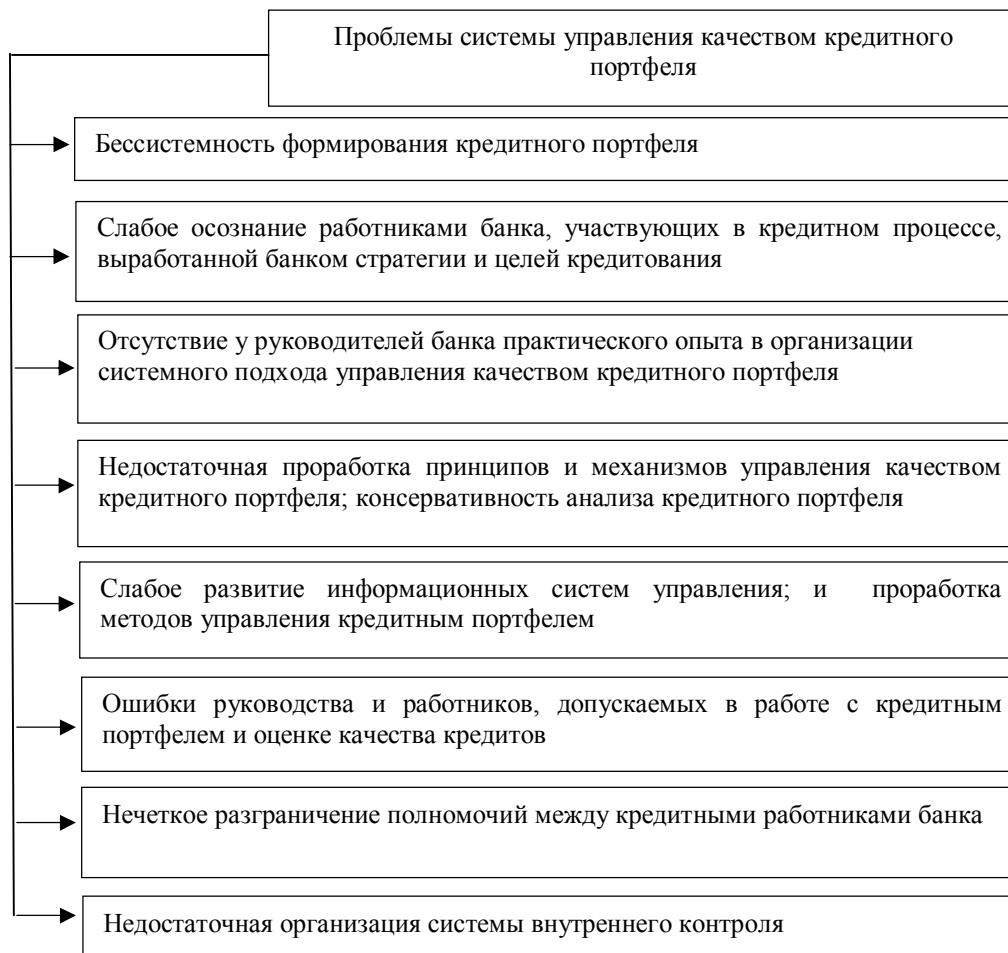 Проблемы системы управления качеством кредитного
портфеля
Бессистемность формирования кредитного портфеля
Слабое осознание работниками банка, участвующих в кредитном процессе,
выработанной банком стратегии и целей кредитования
Отсутствие у руководителей банка практического опыта в организации
системного подхода управления качеством кредитного портфеля
Недостаточная проработка принципов и механизмов управления качеством
кредитного портфеля; консервативность анализа кредитного портфеля
Слабое развитие информационных систем управления; и проработка
методов управления кредитным портфелем
Ошибки руководства и работников, допускаемых в работе с кредитным
портфелем и оценке качества кредитов
Нечеткое разграничение полномочий между кредитными работниками банка
Недостаточная организация системы внутреннего контроля